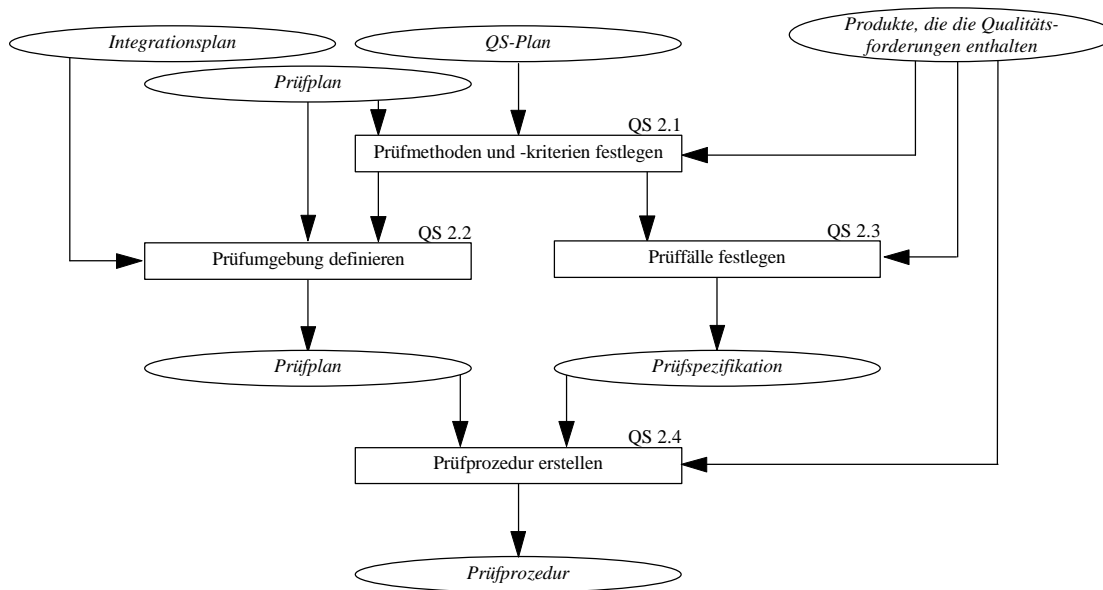 Integrationsplan
QS-Plan
Produkte, die die Qualitäts-
forderungen enthalten
Prüfplan
QS 2.1
Prüfmethoden und -kriterien festlegen
QS 2.2
Prüfumgebung definieren
QS 2.3
Prüffälle festlegen
Prüfplan
Prüfspezifikation
QS 2.4
Prüfprozedur erstellen
Prüfprozedur